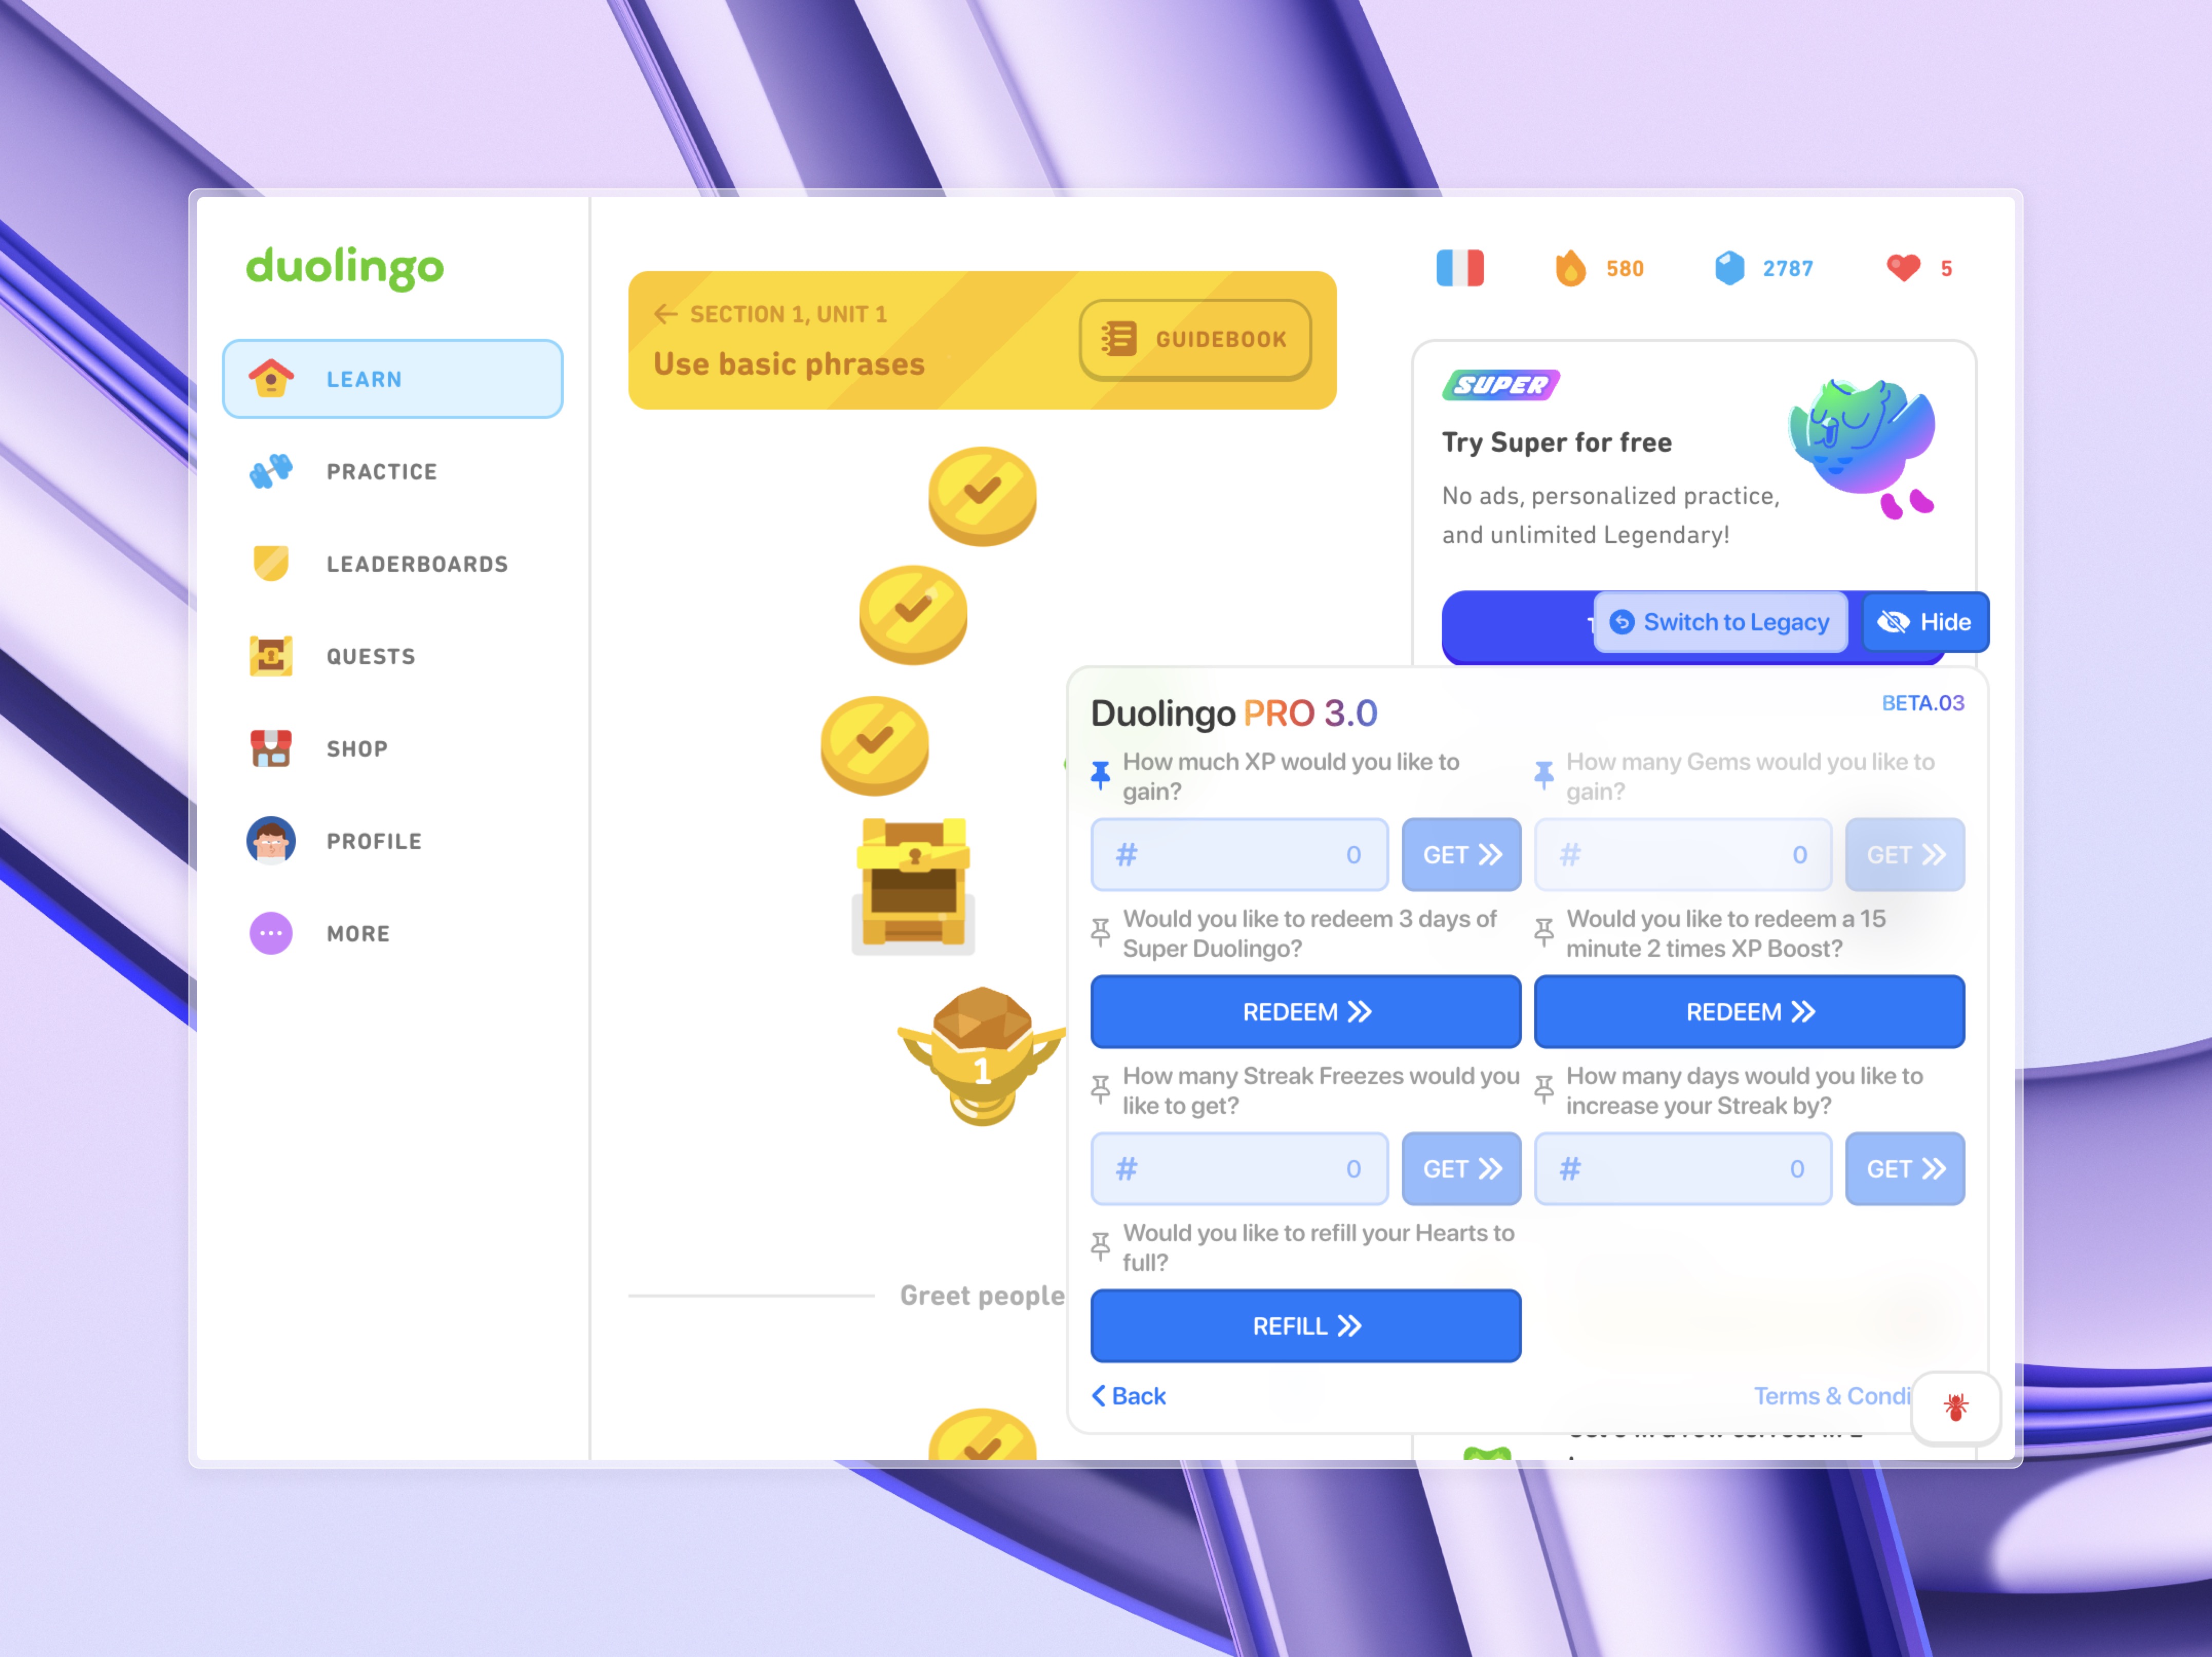 duolingo
LEARN
PRACTICE
LEADERBOARDS
QUESTS
SHOP
PROFILE
MORE
SECTION 1, UNIT 1
Use basic phrases
GUIDEBOOK
1
Greet people
580
2787
5
SUPER
Try Super for free
No ads, personalized practice,
and unlimited Legendary!
Switch to Legacy
Hide
Duolingo PRO 3.0
BETA.03
How much XP would you like to
gain?
# 0
GET
How many Gems would you like to
gain?
# 0
GET
Would you like to redeem 3 days of
Super Duolingo?
REDEEM
Would you like to redeem a 15
minute 2 times XP Boost?
REDEEM
How many Streak Freezes would you
like to get?
# 0
GET
How many days would you like to
increase your Streak by?
# 0
GET
Would you like to refill your Hearts to
full?
REFILL
Back
Terms & Condi